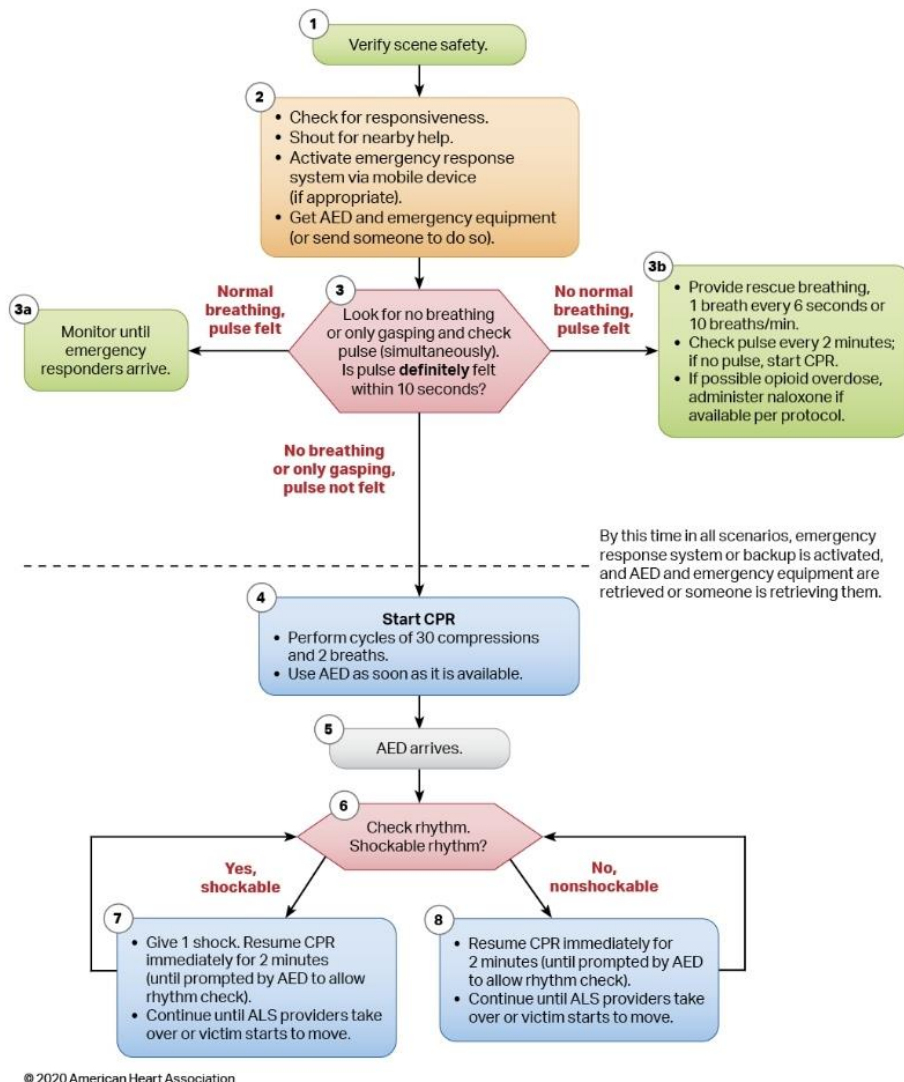 1
Verify scene safety.
2
• Check for responsiveness.
• Shout for nearby help.
• Activate emergency response
system via mobile device
(if appropriate).
• Get AED and emergency equipment
(or send someone to do so).
3a
Monitor until
emergency
responders arrive.
Normal
breathing,
pulse felt
3
Look for no breathing
or only gasping and check
pulse (simultaneously).
Is pulse definitely felt
within 10 seconds?
No normal
breathing,
pulse felt
3b
• Provide rescue breathing,
1 breath every 6 seconds or
10 breaths/min.
• Check pulse every 2 minutes;
if no pulse, start CPR.
• If possible opioid overdose,
administer naloxone if
available per protocol.
No breathing
or only gasping,
pulse not felt
By this time in all scenarios, emergency
response system or backup is activated,
and AED and emergency equipment are
retrieved or someone is retrieving them.
4
Start CPR
• Perform cycles of 30 compressions
and 2 breaths.
• Use AED as soon as it is available.
5
AED arrives.
6
Check rhythm.
Shockable rhythm?
Yes,
shockable
No,
nonshockable
7
• Give 1 shock. Resume CPR
immediately for 2 minutes
(until prompted by AED to allow
rhythm check).
• Continue until ALS providers take
over or victim starts to move.
8
• Resume CPR immediately for
2 minutes (until prompted by AED
to allow rhythm check).
• Continue until ALS providers take
over or victim starts to move.
© 2020 American Heart Association